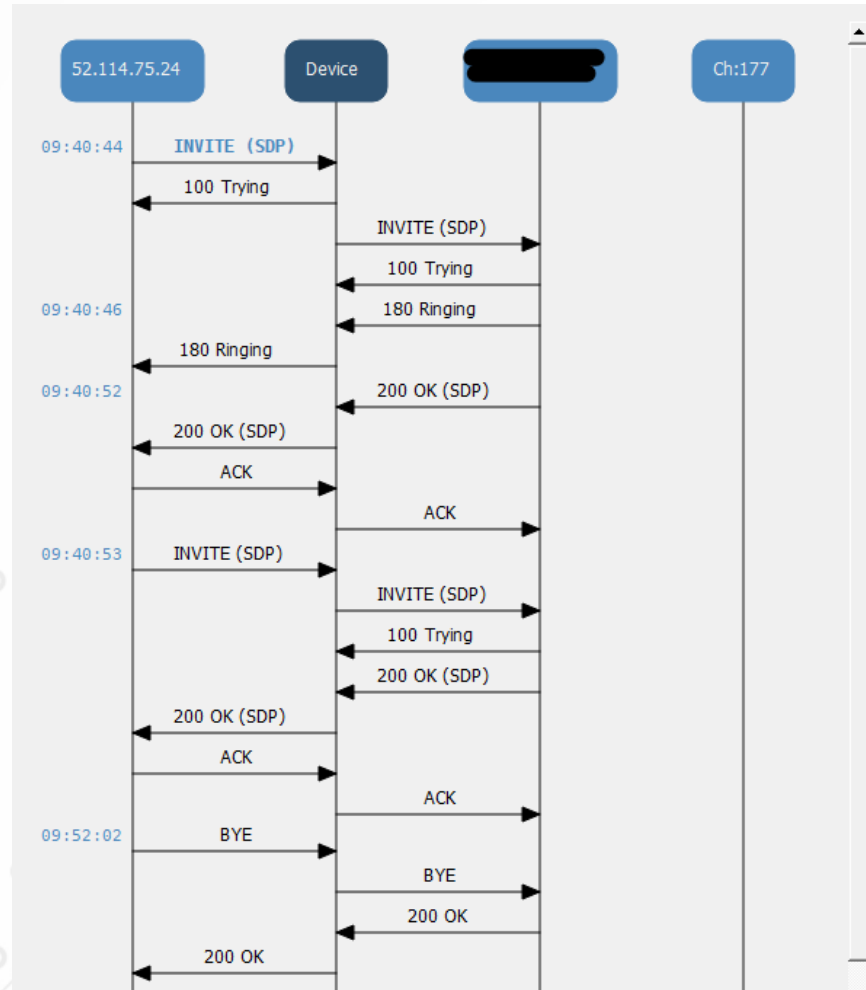 52.114.75.24 Device Ch:177
09:40:44 INVITE (SDP)
100 Trying
INVITE (SDP)
100 Trying
09:40:46 180 Ringing
180 Ringing
09:40:52 200 OK (SDP)
200 OK (SDP)
ACK
ACK
09:40:53 INVITE (SDP)
INVITE (SDP)
100 Trying
200 OK (SDP)
200 OK (SDP)
ACK
ACK
09:52:02 BYE
BYE
200 OK
200 OK